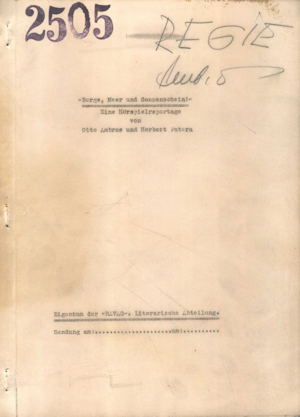 2505
REGIE
"Berge, Meer und Sonnenschein!"
Eine Hörspielreportage
von
Otto Ambros und Herbert
Eigentum der "RAVAG", Literarische Abteilung.
Sendung am:...................um:..........